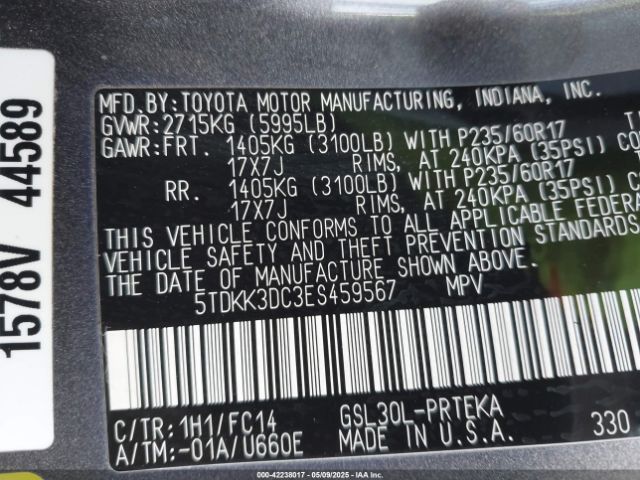 1578V 44589
MFD.BY:TOYOTA MOTOR MANUFACTURING, INDIANA, INC.
GVWR:2715KG (5995LB)
GAWR:FRT. 1405KG (3100LB) WITH P235/60R17
17X7J RIMS, AT 240KPA (35PSI)
RR. 1405KG (3100LB) WITH P235/60R17
17X7J RIMS, AT 240KPA (35PSI)
THIS VEHICLE CONFORMS TO ALL APPLICABLE FEDERA
VEHICLE SAFETY AND THEFT PREVENTION STANDARDS
THE DATE OF MANUFACTURE SHOWN ABOVE.
5TDKK3DC3ES459567 MPV
C/TR:1H1/FC14 GSL30L-PRTEKA
A/TM:-01A/U660E MADE IN U.S.A. 330
000-42238017 - 05/09/2025 - IAAI.COM